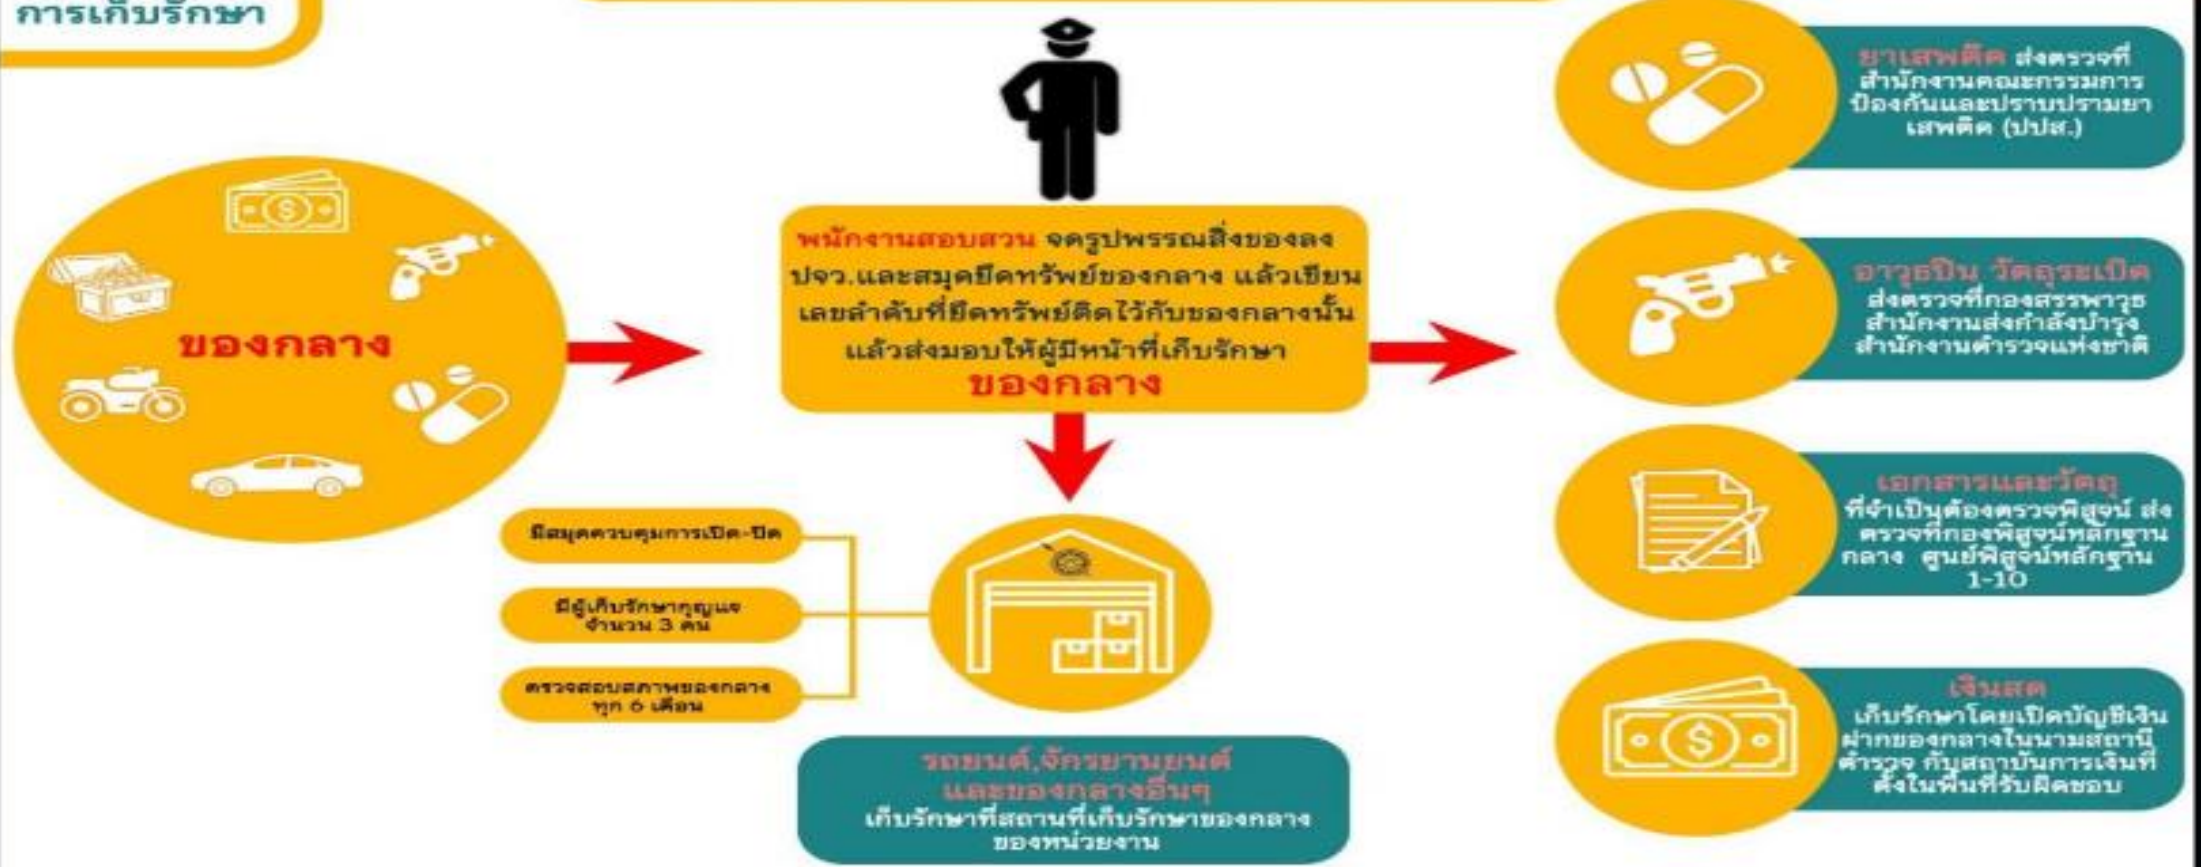 การเก็บรักษา
ของกลาง
พนักงานสอบสวน จดรูปพรรณสิ่งของลง
ปจว.และสมุดยึดทรัพย์ของกลาง แล้วเขียน
เลขลำดับที่ยึดทรัพย์ติดไว้กับของกลางนั้น
แล้วส่งมอบให้ผู้มีหน้าที่เก็บรักษา
ของกลาง
มีสมุดควบคุมการเปิด-ปิด
มีผู้เก็บรักษากุญแจ
จำนวน 3 คน
ตรวจสอบสภาพของกลาง
ทุก 6 เดือน
รถยนต์,จักรยานยนต์
และของกลางอื่นๆ
เก็บรักษาที่สถานที่เก็บรักษาของกลาง
ของหน่วยงาน
ยาเสพติด ส่งตรวจที่
สำนักงานคณะกรรมการ
ป้องกันและปราบปรามยา
เสพติด (ปปส.)
อาวุธปืน วัตถุระเบิด
ส่งตรวจที่กองสรรพาวุธ
สำนักงานส่งกำลังบำรุง
สำนักงานตำรวจแห่งชาติ
เอกสารและวัตถุ
ที่จำเป็นต้องตรวจพิสูจน์ ส่ง
ตรวจที่กองพิสูจน์หลักฐาน
กลาง ศูนย์พิสูจน์หลักฐาน
1-10
เงินสด
เก็บรักษาโดยเปิดบัญชีเงิน
ฝากของกลางในนามสถานี
ตำรวจ กับสถาบันการเงินที่
ตั้งในพื้นที่รับผิดชอบ